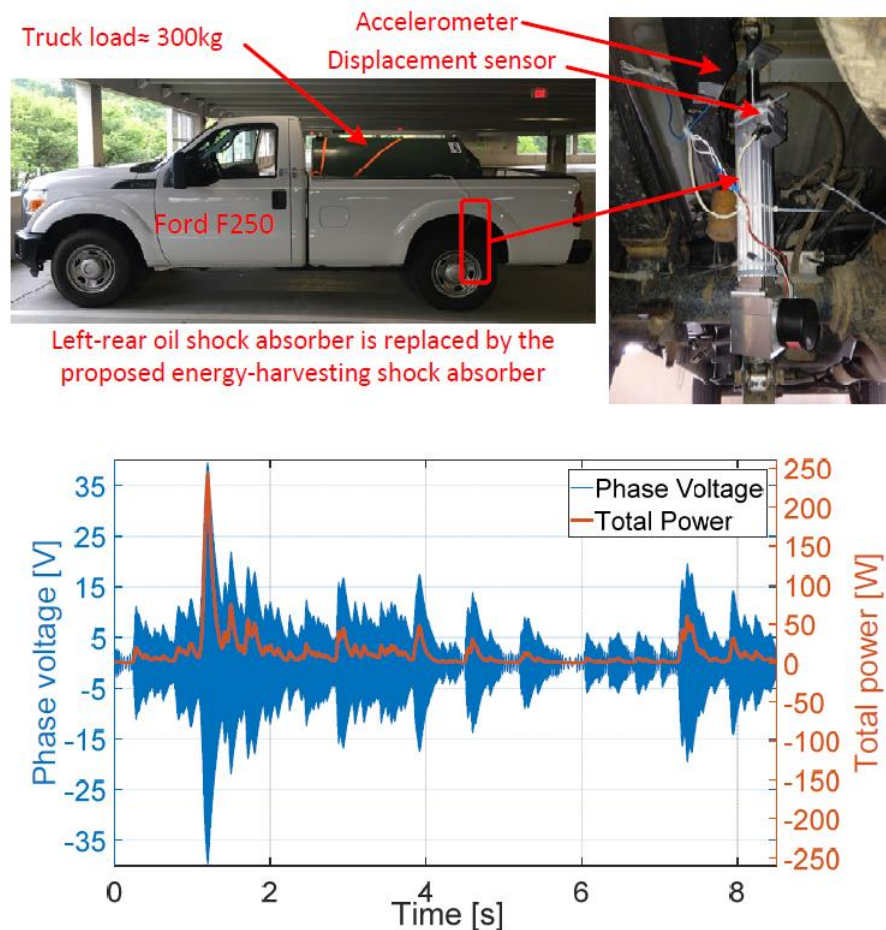 Truck load≈ 300kg
Accelerometer
Displacement sensor
Ford F250
Left-rear oil shock absorber is replaced by the
proposed energy-harvesting shock absorber
Phase Voltage
Total Power
Phase voltage [V]
35
25
15
5
-5
-15
-25
-35
250
200
150
100
50
0
-50
-100
-150
-200
-250
Total power [W]
0
2
4
6
8
Time [s]